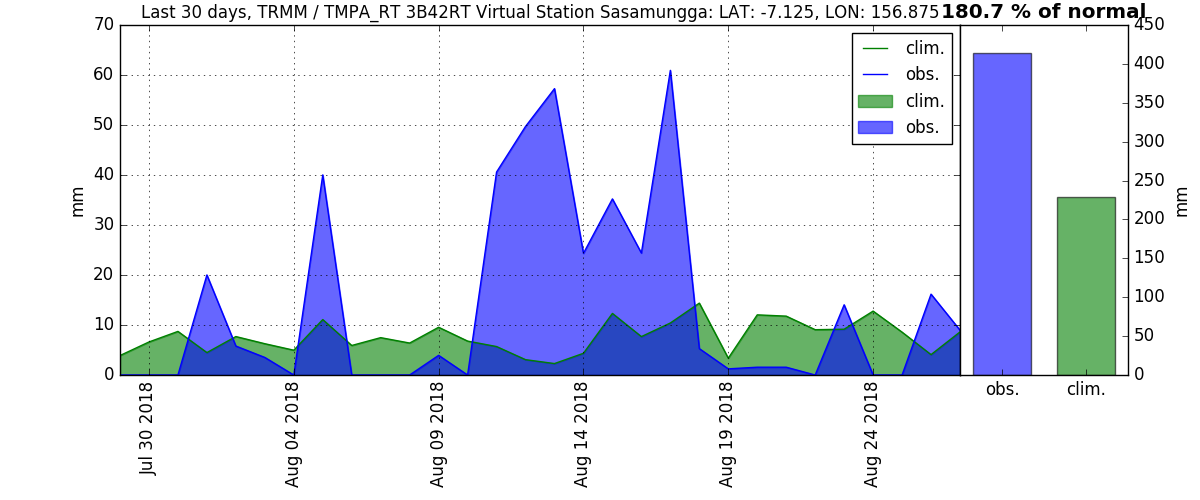 Last 30 days, TRMM / TMPA_RT 3B42RT Virtual Station Sasamungga: LAT: -7.125, LON: 156.875
180.7 % of normal
70
60
50
40
30
20
10
0
mm
clim.
obs.
clim.
obs.
Jul 30 2018
Aug 04 2018
Aug 09 2018
Aug 14 2018
Aug 19 2018
Aug 24 2018
450
400
350
300
250
200
150
100
50
0
mm
obs.
clim.